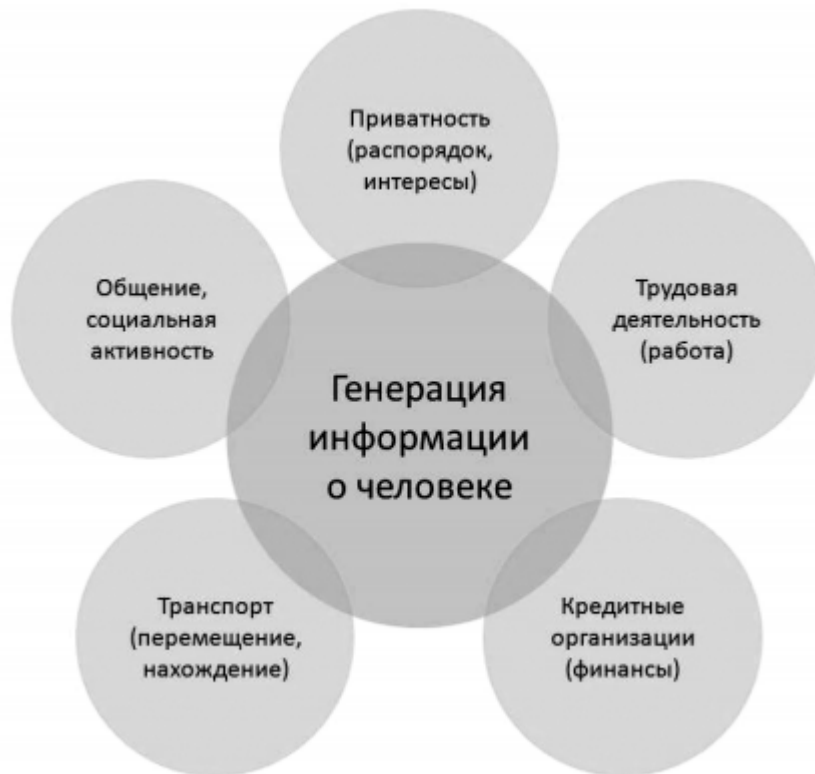 Приватность
(распорядок,
интересы)
Общение,
социальная
активность
Трудовая
деятельность
(работа)
Генерация
информации
о человеке
Транспорт
(перемещение,
нахождение)
Кредитные
организации
(финансы)